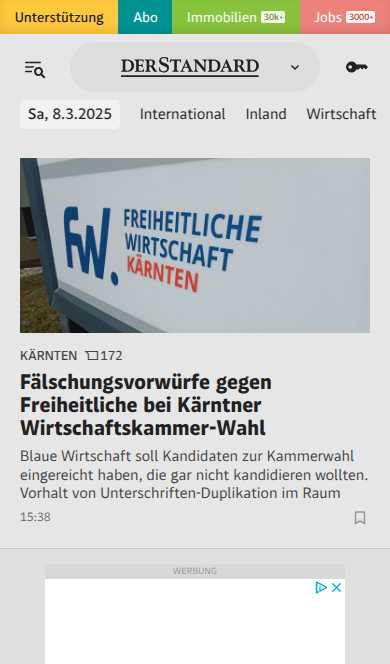 Unterstützung Abo Immobilien 30k+ Jobs 3000+
DERSTANDARD
Sa, 8.3.2025 International Inland Wirtschaft
fw.
FREIHEITLICHE
WIRTSCHAFT
KÄRNTEN
KÄRNTEN 172
Fälschungsvorwürfe gegen
Freiheitliche bei Kärntner
Wirtschaftskammer-Wahl
Blaue Wirtschaft soll Kandidaten zur Kammerwahl
eingereicht haben, die gar nicht kandidieren wollten.
Vorhalt von Unterschriften-Duplikation im Raum
15:38
WERBUNG